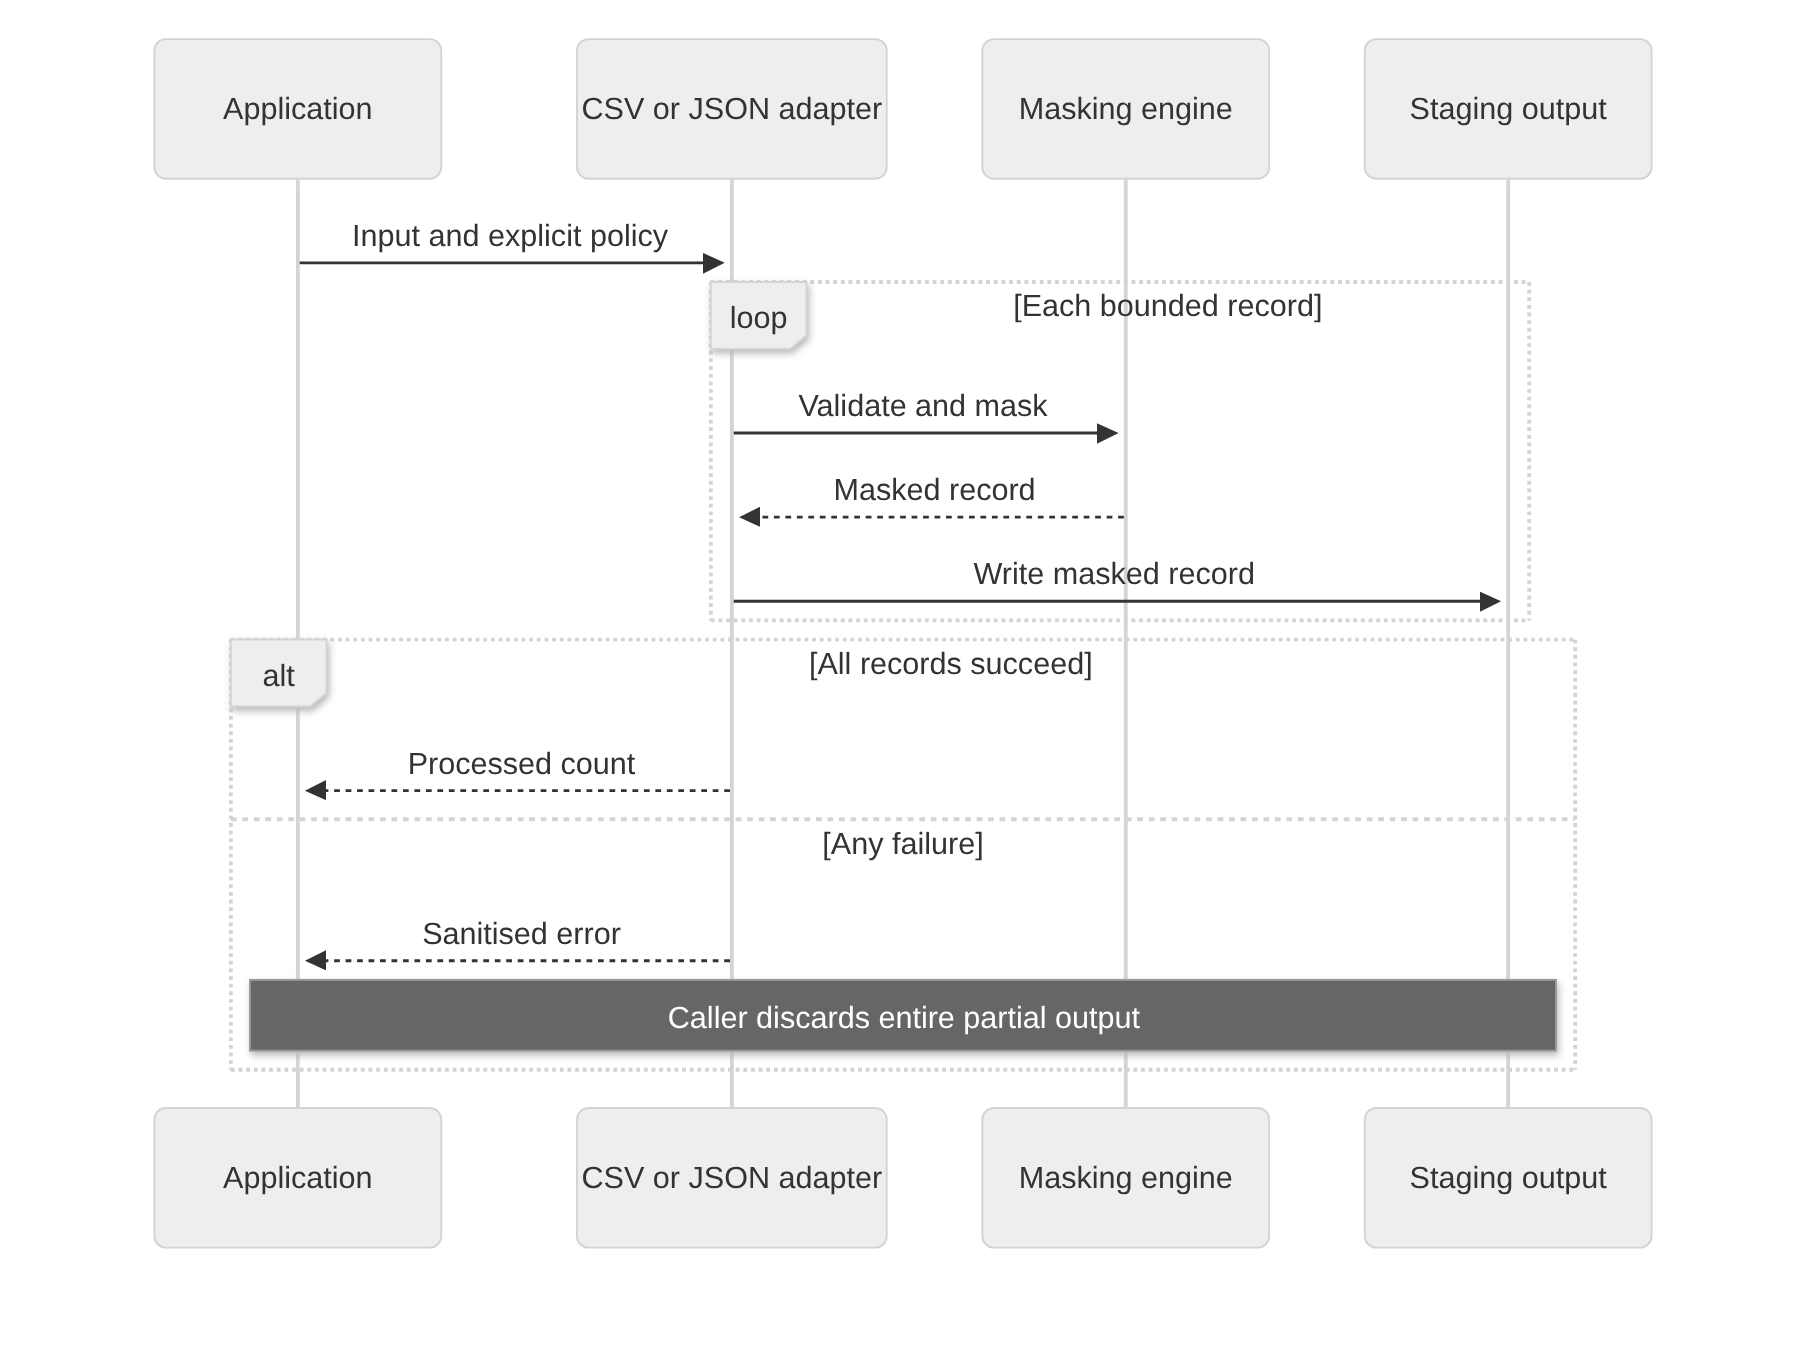 Application
CSV or JSON adapter
Masking engine
Staging output
Input and explicit policy
loop
[Each bounded record]
Validate and mask
Masked record
Write masked record
alt
[All records succeed]
Processed count
[Any failure]
Sanitised error
Caller discards entire partial output
Application
CSV or JSON adapter
Masking engine
Staging output